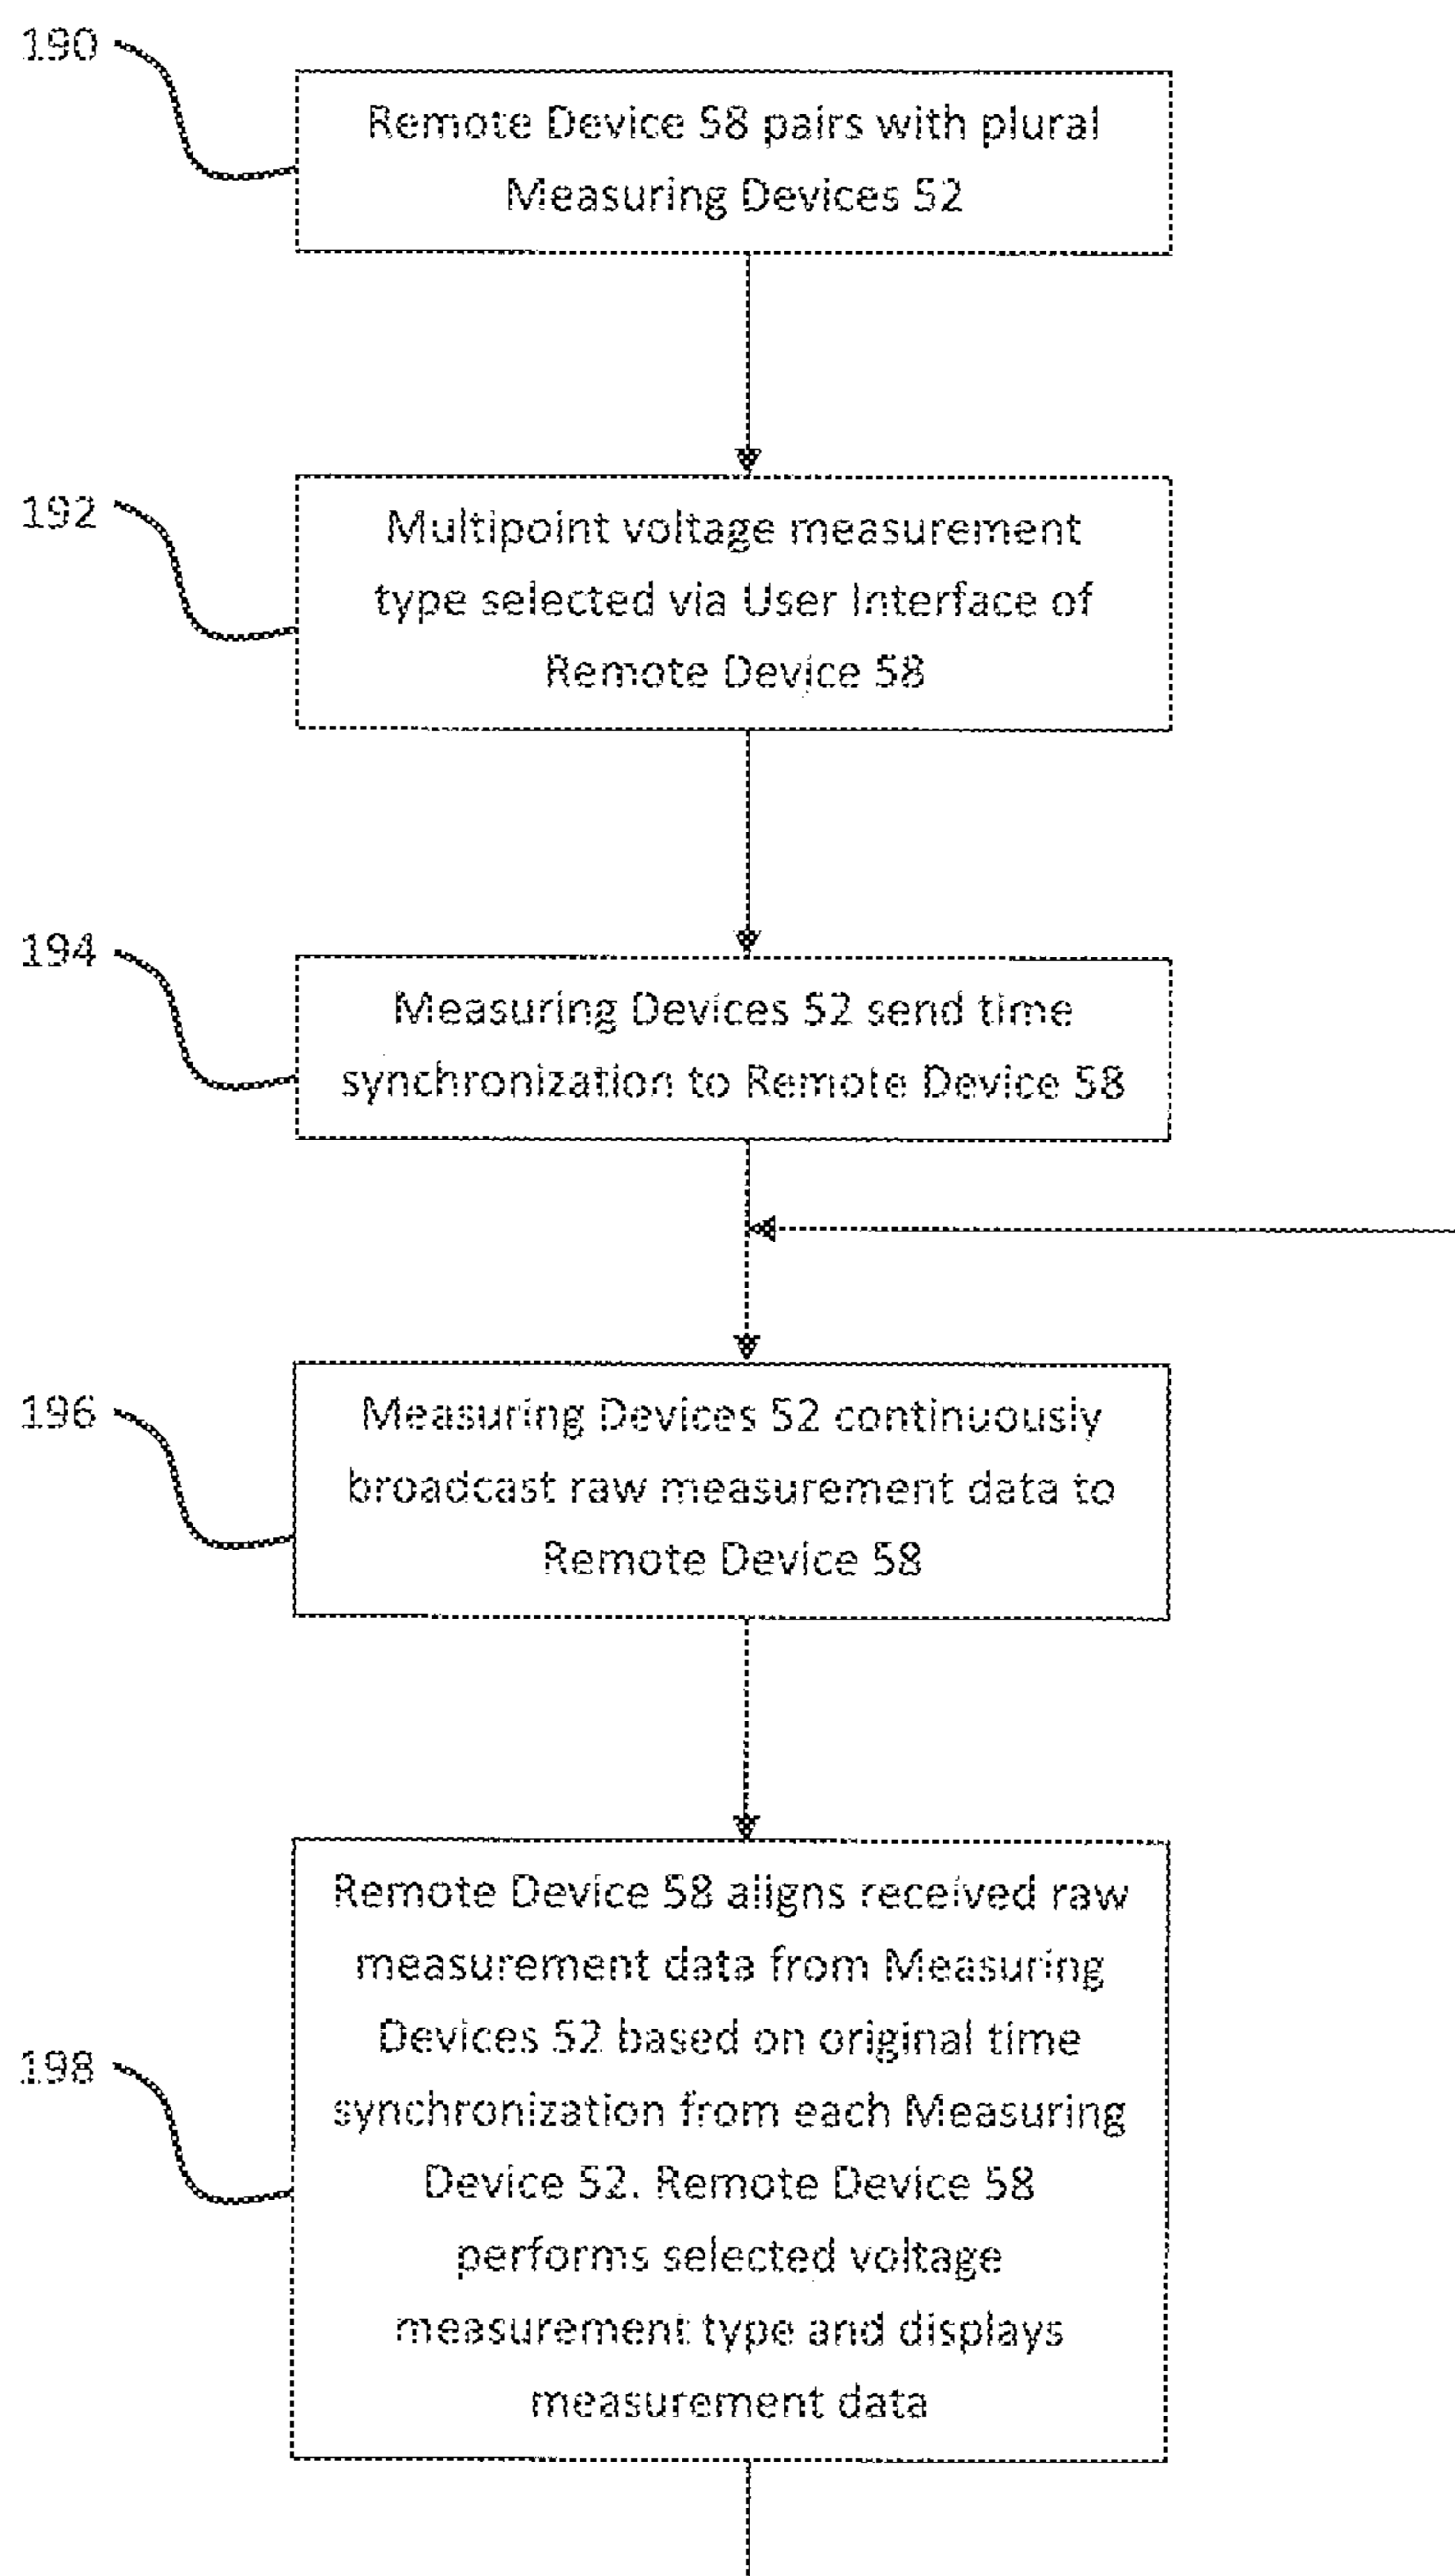 190
Remote Device 58 pairs with plural
Measuring Devices 52
192
Multipoint voltage measurement
type selected via User Interface of
Remote Device 58
194
Measuring Devices 52 send time
synchronization to Remote Device 58
196
Measuring Devices 52 continuously
broadcast raw measurement data to
Remote Device 58
198
Remote Device 58 aligns received raw
measurement data from Measuring
Devices 52 based on original time
synchronization from each Measuring
Device 52. Remote Device 58
performs selected voltage
measurement type and displays
measurement data